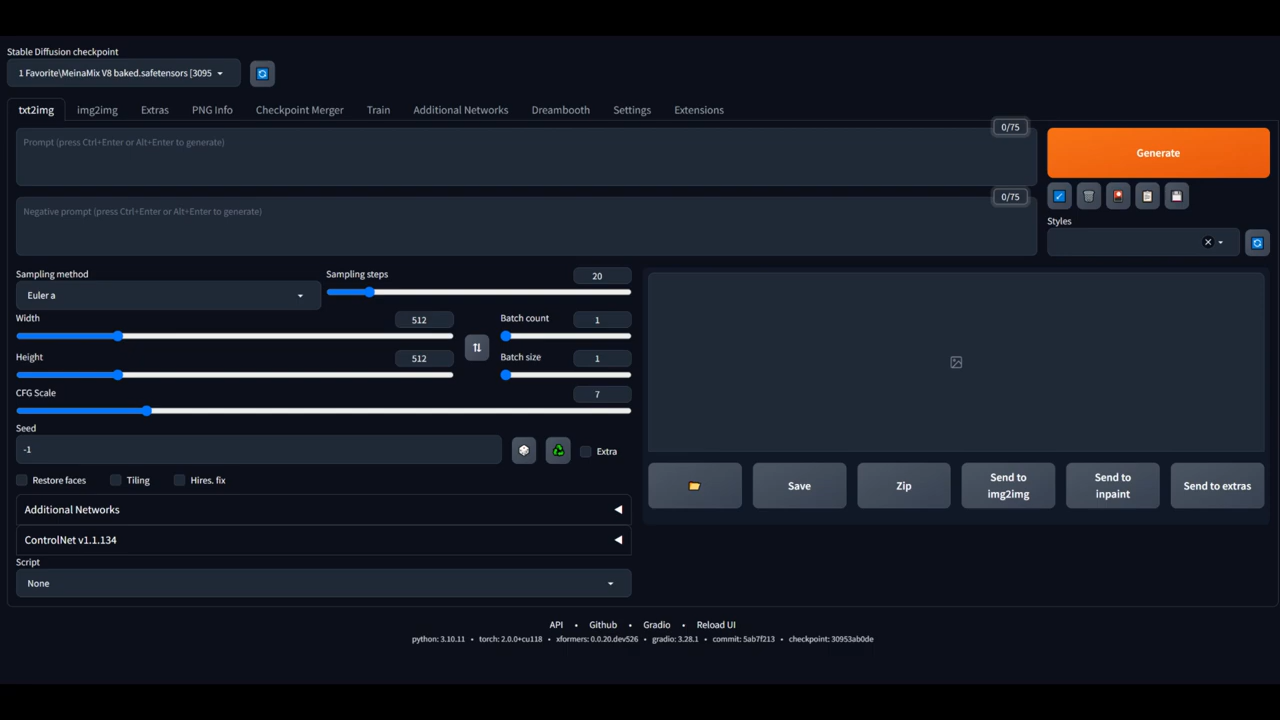 Stable Diffusion checkpoint
1 Favorite\MeinaMix V8 baked.safetensors [3095
txt2img img2img Extras PNG Info Checkpoint Merger Train Additional Networks Dreambooth Settings Extensions
0/75
Prompt (press Ctrl+Enter or Alt+Enter to generate)
Generate
0/75
Negative prompt (press Ctrl+Enter or Alt+Enter to generate)
Styles
Sampling method
Euler a
Sampling steps
20
Width
512
Batch count
1
Height
512
Batch size
1
CFG Scale
7
Seed
-1
Extra
Restore faces Tiling Hires. fix
Additional Networks
ControlNet v1.1.134
Script
None
Save
Zip
Send to
img2img
Send to
inpaint
Send to extras
API • Github • Gradio • Reload UI
python: 3.10.11 • torch: 2.0.0+cu118 • xformers: 0.0.20.dev526 • gradio: 3.28.1 • commit: 5ab7f213 • checkpoint: 30953ab0de